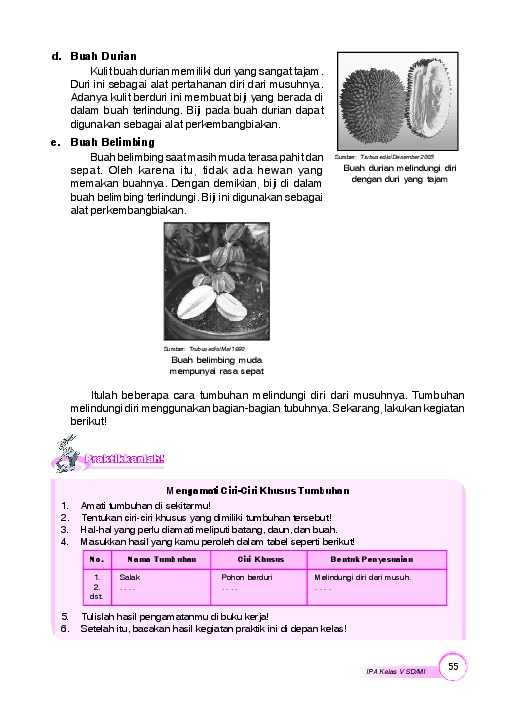 d. Buah Durian
Kulit buah durian memiliki duri yang sangat tajam.
Duri ini sebagai alat pertahanan diri dari musuhnya.
Adanya kulit berduri ini membuat biji yang berada di
dalam buah terlindung. Biji pada buah durian dapat
digunakan sebagai alat perkembangbiakan.
e. Buah Belimbing
Buah belimbing saat masih muda terasa pahit dan
sepat. Oleh karena itu, tidak ada hewan yang
memakan buahnya. Dengan demikian, biji di dalam
buah belimbing terlindungi. Biji ini digunakan sebagai
alat perkembangbiakan.
Sumber: Trubus edisi Desember 2005
Buah durian melindungi diri
dengan duri yang tajam
Sumber: Trubus edisi Mei 1990
Buah belimbing muda
mempunyai rasa sepat
Itulah beberapa cara tumbuhan melindungi diri dari musuhnya. Tumbuhan
melindungi diri menggunakan bagian-bagian tubuhnya. Sekarang, lakukan kegiatan
berikut!
Praktikkanlah!
Mengamati Ciri-Ciri Khusus Tumbuhan
1. Amati tumbuhan di sekitarmu!
2. Tentukan ciri-ciri khusus yang dimiliki tumbuhan tersebut!
3. Hal-hal yang perlu diamati meliputi batang, daun, dan buah.
4. Masukkan hasil yang kamu peroleh dalam tabel seperti berikut!
No. Nama Tumbuhan Ciri Khusus Bentuk Penyesuaian
1. Salak Pohon berduri Melindungi diri dari musuh.
2. . . . . . . . . . . . .
dst.
5. Tulislah hasil pengamatanmu di buku kerja!
6. Setelah itu, bacakan hasil kegiatan praktik ini di depan kelas!
IPA Kelas V SD/MI 55